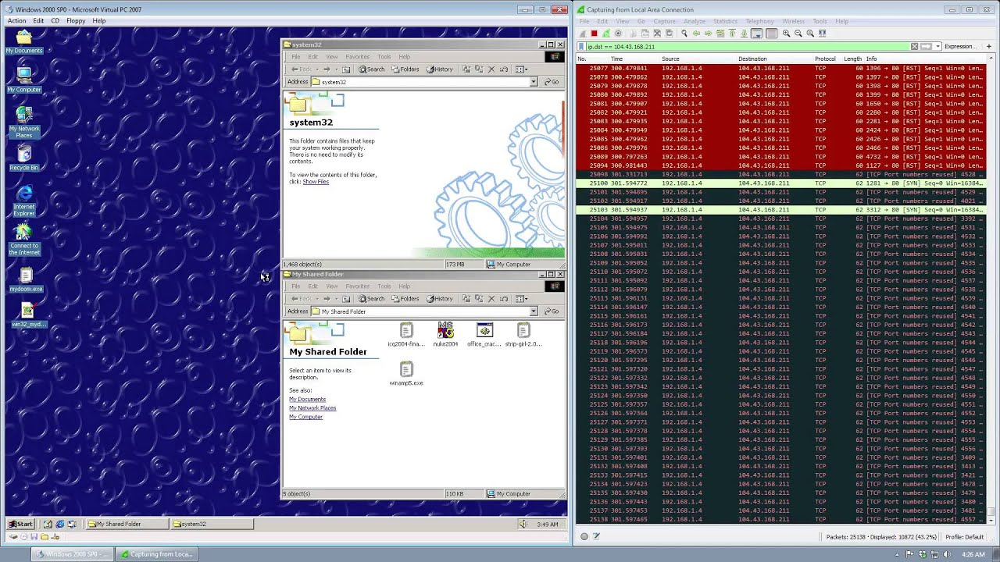 Windows 2000 SP0 - Microsoft Virtual PC 2007
Action Edit CD Floppy Help
My Documents
My Computer
My Network
Places
Recycle Bin
Internet
Explorer
Connect to
the Internet
mydoom.exe
win32_myd...
system32
File Edit View Favorites Tools Help
Back Search Folders History
Address system32 Go
system32
This folder contains files that keep
your system working properly.
There is no need to modify its
contents.
To view the contents of this folder,
click: Show Files
1,468 object(s) 173 MB My Computer
My Shared Folder
File Edit View Favorites Tools Help
Back Search Folders History
Address My Shared Folder Go
My Shared Folder
Select an item to view its
description.
See also:
My Documents
My Network Places
My Computer
icq2004-fina... nuke2004 office_crac... strip-girl-2.0...
winamp5.exe
5 object(s) 110 KB My Computer
Start My Shared Folder system32 3:49 AM
Capturing from Local Area Connection
File Edit View Go Capture Analyze Statistics Telephony Wireless Tools Help
ip.dst == 104.43.168.211 Expression... +
No. Time Source Destination Protocol Length Info
25077 300.479841 192.168.1.4 104.43.168.211 TCP 60 1396 → 80 [RST] Seq=1 Win=0 Len…
25078 300.479862 192.168.1.4 104.43.168.211 TCP 60 1397 → 80 [RST] Seq=1 Win=0 Len…
25079 300.479878 192.168.1.4 104.43.168.211 TCP 60 1398 → 80 [RST] Seq=1 Win=0 Len…
25080 300.479892 192.168.1.4 104.43.168.211 TCP 60 1399 → 80 [RST] Seq=1 Win=0 Len…
25081 300.479907 192.168.1.4 104.43.168.211 TCP 60 1650 → 80 [RST] Seq=1 Win=0 Len…
25082 300.479921 192.168.1.4 104.43.168.211 TCP 60 2280 → 80 [RST] Seq=1 Win=0 Len…
25083 300.479935 192.168.1.4 104.43.168.211 TCP 60 2281 → 80 [RST] Seq=1 Win=0 Len…
25084 300.479949 192.168.1.4 104.43.168.211 TCP 60 2424 → 80 [RST] Seq=1 Win=0 Len…
25085 300.479962 192.168.1.4 104.43.168.211 TCP 60 2426 → 80 [RST] Seq=1 Win=0 Len…
25086 300.479976 192.168.1.4 104.43.168.211 TCP 60 2466 → 80 [RST] Seq=1 Win=0 Len…
25089 300.797263 192.168.1.4 104.43.168.211 TCP 60 4732 → 80 [RST] Seq=1 Win=0 Len…
25094 300.981443 192.168.1.4 104.43.168.211 TCP 60 1127 → 80 [RST] Seq=1 Win=0 Len…
25098 301.331713 192.168.1.4 104.43.168.211 TCP 62 [TCP Port numbers reused] 4528 …
25100 301.594772 192.168.1.4 104.43.168.211 TCP 62 1281 → 80 [SYN] Seq=0 Win=16384…
25101 301.594895 192.168.1.4 104.43.168.211 TCP 62 [TCP Port numbers reused] 4529 …
25102 301.594917 192.168.1.4 104.43.168.211 TCP 62 [TCP Port numbers reused] 4021 …
25103 301.594937 192.168.1.4 104.43.168.211 TCP 62 3312 → 80 [SYN] Seq=0 Win=16384…
25104 301.594957 192.168.1.4 104.43.168.211 TCP 62 [TCP Port numbers reused] 3392 …
25105 301.594975 192.168.1.4 104.43.168.211 TCP 62 [TCP Port numbers reused] 4531 …
25106 301.594992 192.168.1.4 104.43.168.211 TCP 62 [TCP Port numbers reused] 4532 …
25107 301.595011 192.168.1.4 104.43.168.211 TCP 62 [TCP Port numbers reused] 4533 …
25108 301.595031 192.168.1.4 104.43.168.211 TCP 62 [TCP Port numbers reused] 4534 …
25109 301.595051 192.168.1.4 104.43.168.211 TCP 62 [TCP Port numbers reused] 4535 …
25110 301.595072 192.168.1.4 104.43.168.211 TCP 62 [TCP Port numbers reused] 4536 …
25111 301.595092 192.168.1.4 104.43.168.211 TCP 62 [TCP Port numbers reused] 4537 …
25112 301.596079 192.168.1.4 104.43.168.211 TCP 62 [TCP Port numbers reused] 4538 …
25113 301.596131 192.168.1.4 104.43.168.211 TCP 62 [TCP Port numbers reused] 4539 …
25114 301.596147 192.168.1.4 104.43.168.211 TCP 62 [TCP Port numbers reused] 4540 …
25115 301.596160 192.168.1.4 104.43.168.211 TCP 62 [TCP Port numbers reused] 4541 …
25116 301.596173 192.168.1.4 104.43.168.211 TCP 62 [TCP Port numbers reused] 4542 …
25117 301.596184 192.168.1.4 104.43.168.211 TCP 62 [TCP Port numbers reused] 4543 …
25118 301.596196 192.168.1.4 104.43.168.211 TCP 62 [TCP Port numbers reused] 4544 …
25119 301.596373 192.168.1.4 104.43.168.211 TCP 62 [TCP Port numbers reused] 4545 …
25120 301.597295 192.168.1.4 104.43.168.211 TCP 62 [TCP Port numbers reused] 4546 …
25121 301.597320 192.168.1.4 104.43.168.211 TCP 62 [TCP Port numbers reused] 4547 …
25122 301.597332 192.168.1.4 104.43.168.211 TCP 62 [TCP Port numbers reused] 4548 …
25123 301.597342 192.168.1.4 104.43.168.211 TCP 62 [TCP Port numbers reused] 4549 …
25124 301.597350 192.168.1.4 104.43.168.211 TCP 62 [TCP Port numbers reused] 4550 …
25125 301.597357 192.168.1.4 104.43.168.211 TCP 62 [TCP Port numbers reused] 4551 …
25126 301.597364 192.168.1.4 104.43.168.211 TCP 62 [TCP Port numbers reused] 4552 …
25127 301.597371 192.168.1.4 104.43.168.211 TCP 62 [TCP Port numbers reused] 4553 …
25128 301.597378 192.168.1.4 104.43.168.211 TCP 62 [TCP Port numbers reused] 4554 …
25129 301.597385 192.168.1.4 104.43.168.211 TCP 62 [TCP Port numbers reused] 4555 …
25130 301.597393 192.168.1.4 104.43.168.211 TCP 62 [TCP Port numbers reused] 4556 …
25131 301.597401 192.168.1.4 104.43.168.211 TCP 62 [TCP Port numbers reused] 3409 …
25132 301.597408 192.168.1.4 104.43.168.211 TCP 62 [TCP Port numbers reused] 3413 …
25133 301.597415 192.168.1.4 104.43.168.211 TCP 62 [TCP Port numbers reused] 3421 …
25134 301.597423 192.168.1.4 104.43.168.211 TCP 62 [TCP Port numbers reused] 3478 …
25135 301.597430 192.168.1.4 104.43.168.211 TCP 62 [TCP Port numbers reused] 3479 …
25136 301.597443 192.168.1.4 104.43.168.211 TCP 62 [TCP Port numbers reused] 3480 …
25137 301.597453 192.168.1.4 104.43.168.211 TCP 62 [TCP Port numbers reused] 3481 …
25138 301.597465 192.168.1.4 104.43.168.211 TCP 62 [TCP Port numbers reused] 4557 …
Packets: 25138 · Displayed: 10872 (43.2%) Profile: Default
Windows 2000 SP0 - ... Capturing from Loca... 4:26 AM